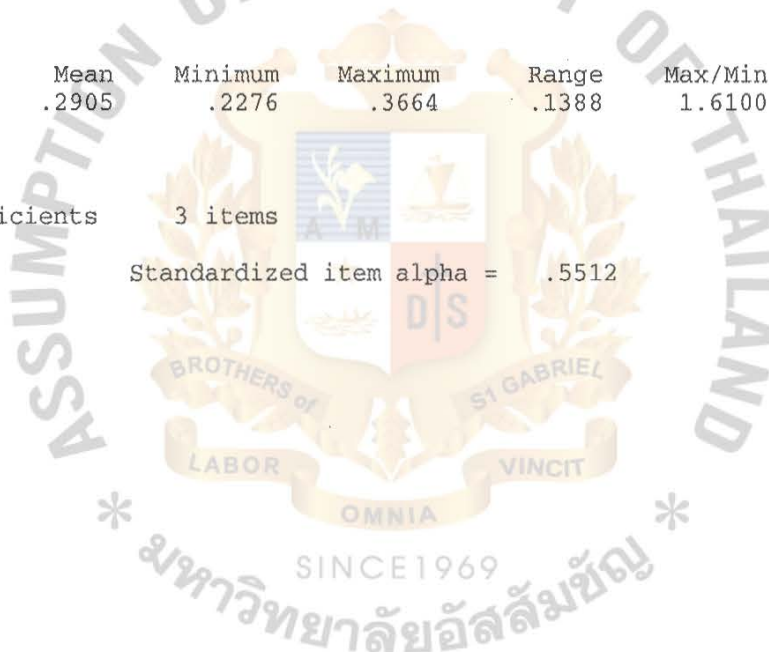 ASSUMPTION OF THAILAND
Mean Minimum Maximum Range Max/Min
.2905 .2276 .3664 .1388 1.6100
icients 3 items
Standardized item alpha = .5512
A M
D S
BROTHERS of ST GABRIEL
LABOR VINCIT
OMNIA
* *
SINCE1969
มหาวิทยาลัยอัสสัมชัญ